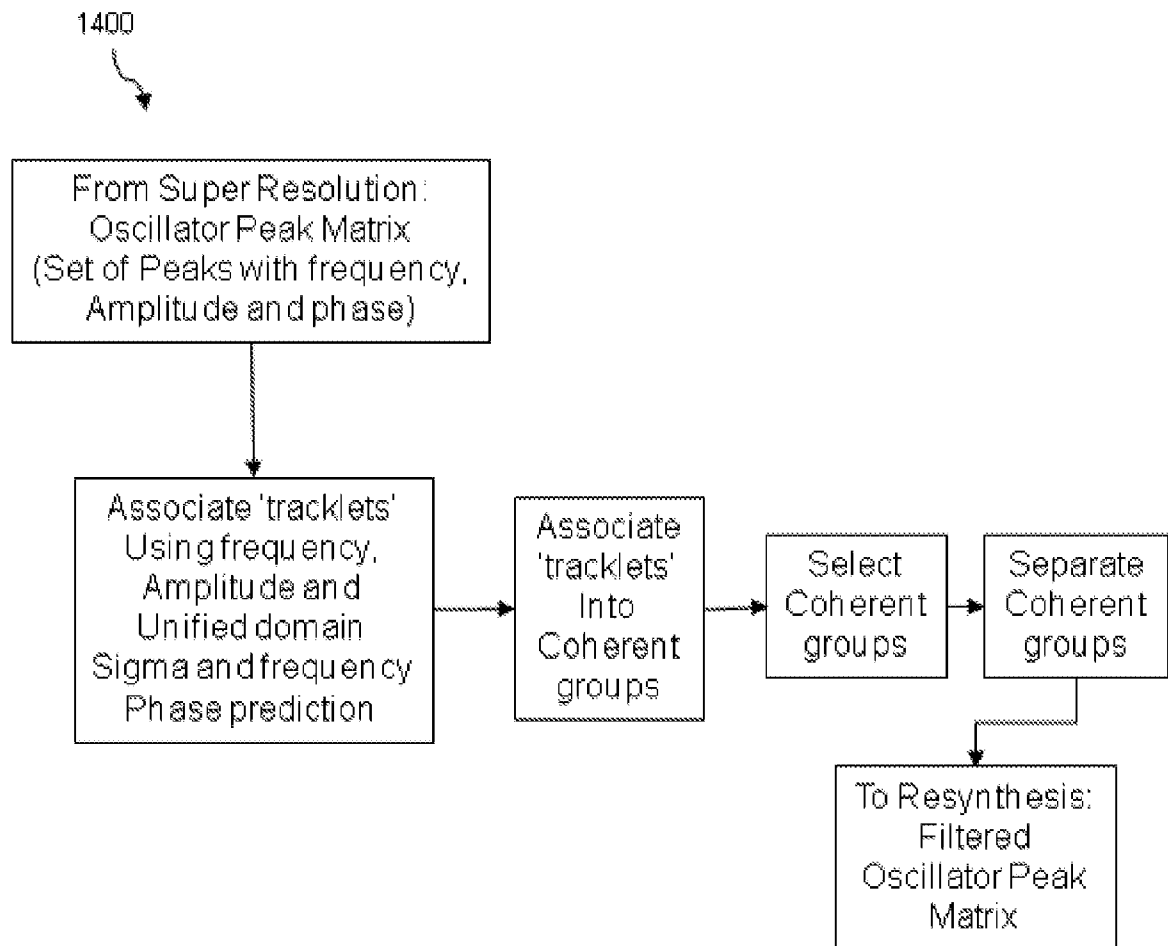 1400
From Super Resolution:
Oscillator Peak Matrix
(Set of Peaks with frequency,
Amplitude and phase)
Associate 'tracklets'
Using frequency,
Amplitude and
Unified domain
Sigma and frequency
Phase prediction
Associate
'tracklets'
Into
Coherent
groups
Select
Coherent
groups
Separate
Coherent
groups
To Resynthesis:
Filtered
Oscillator Peak
Matrix